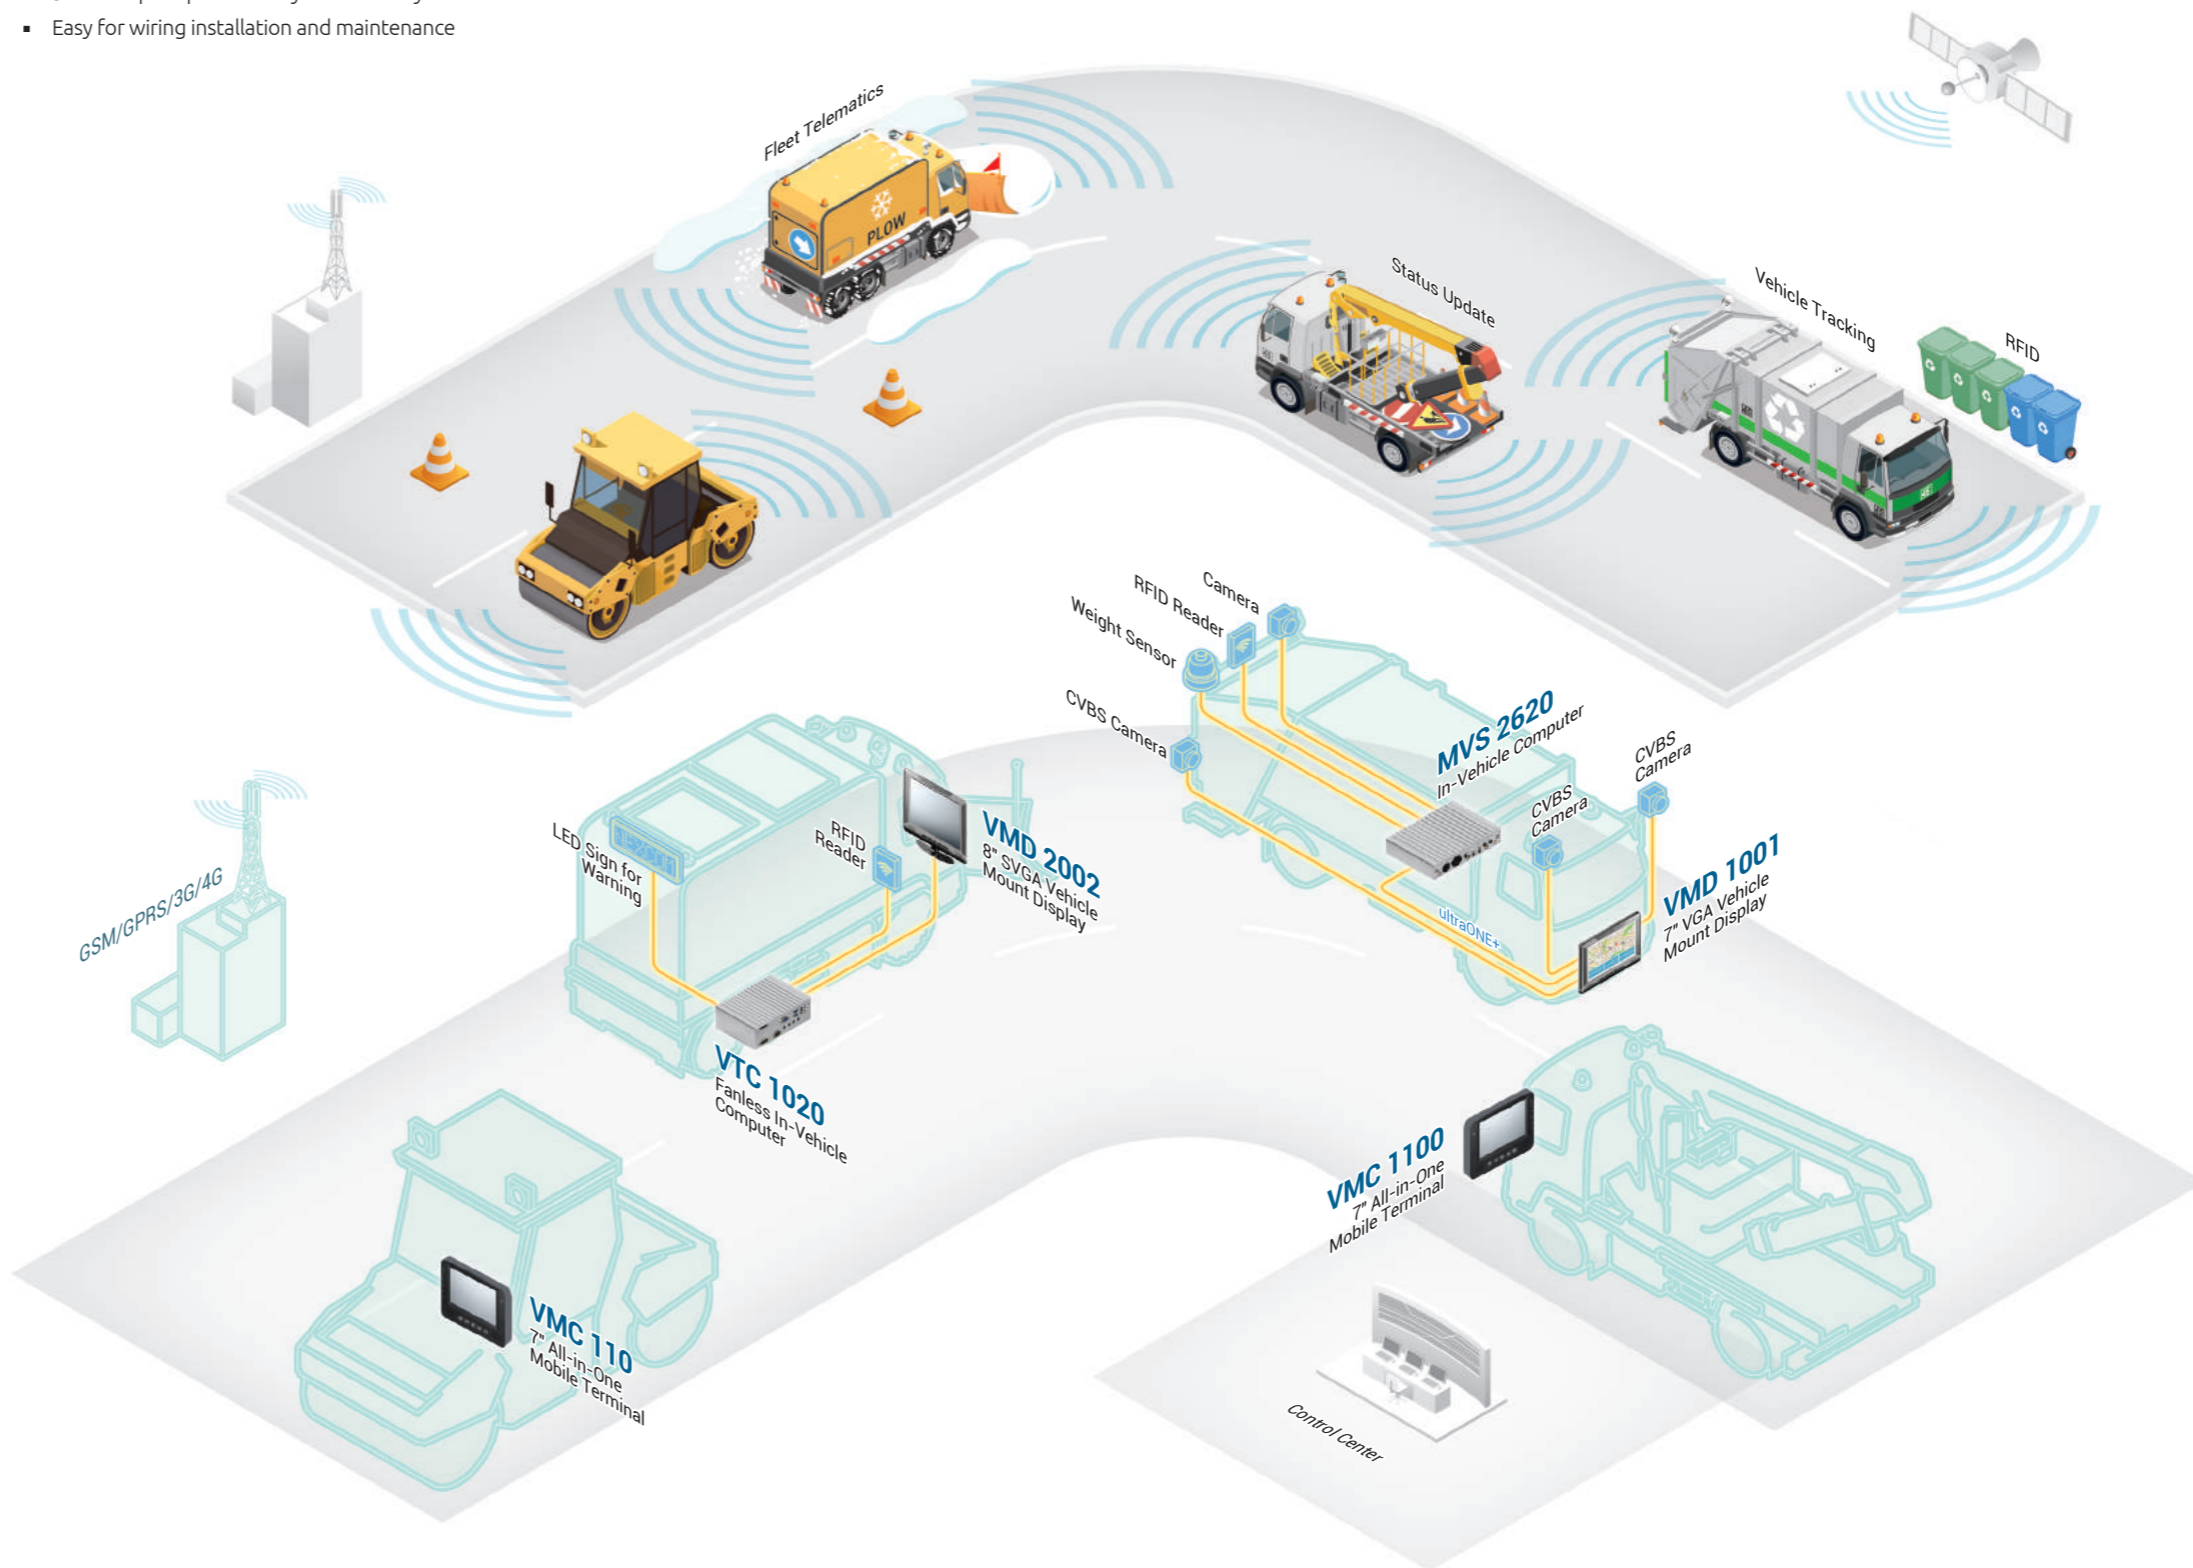 ▪ Easy for wiring installation and maintenance
Fleet Telematics
PLOW
Status Update
Vehicle Tracking
RFID
Camera
RFID Reader
Weight Sensor
CVBS Camera
MVS 2620
In-Vehicle Computer
CVBS
Camera
CVBS
Camera
ultraONE+
VMD 1001
7" VGA Vehicle
Mount Display
LED Sign for
Warning
RFID
Reader
VMD 2002
8" SVGA Vehicle
Mount Display
GSM/GPRS/3G/4G
VTC 1020
Fanless In-Vehicle
Computer
VMC 1100
7" All-in-One
Mobile Terminal
VMC 110
7" All-in-One
Mobile Terminal
Control Center